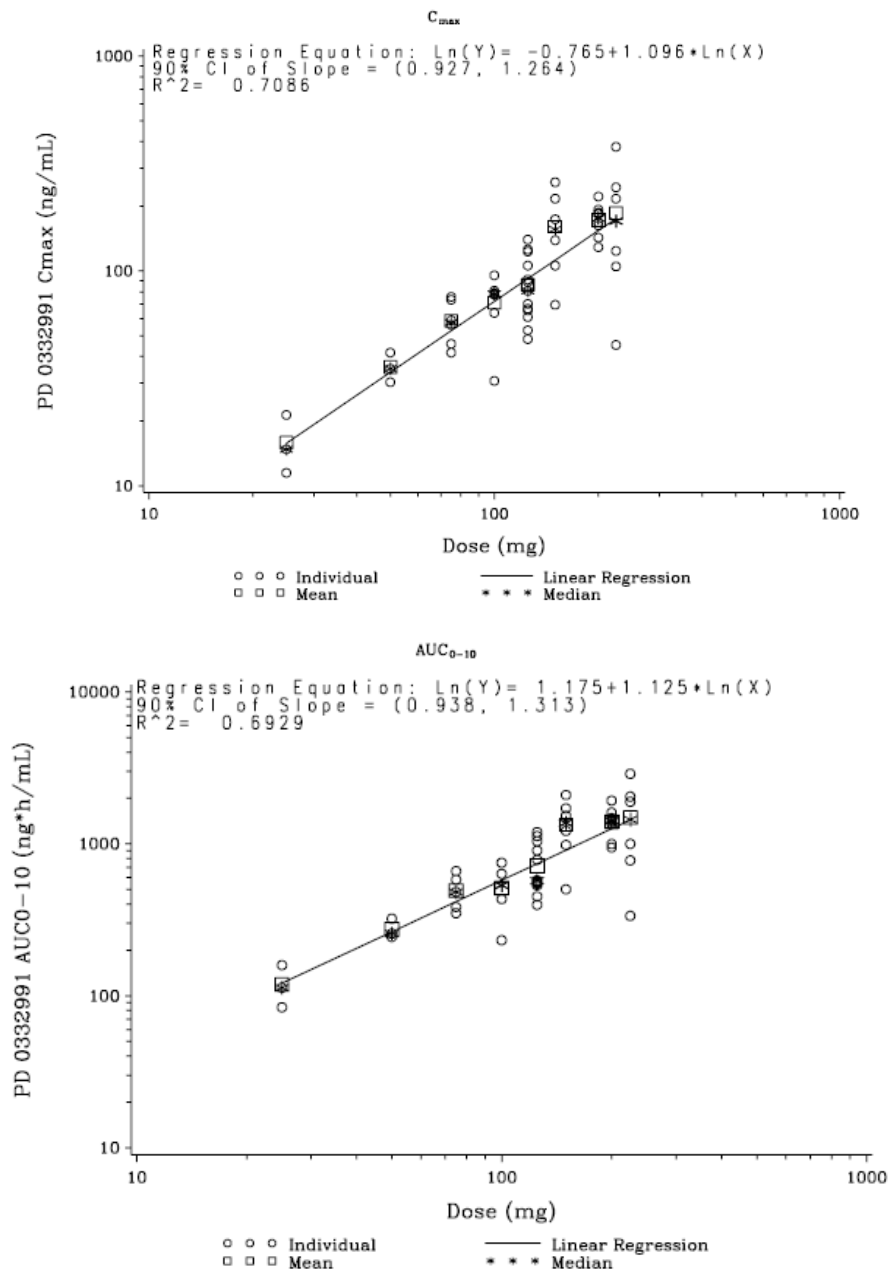 Cmax
1000
Regression Equation: Ln(Y)= -0.765+1.096*Ln(X)
90% CI of Slope = (0.927, 1.264)
R^2= 0.7086
PD 0332991 Cmax (ng/mL)
100
10
10 100 1000
Dose (mg)
○ ○ ○ Individual —— Linear Regression
□ □ □ Mean * * * Median
AUC0-10
10000
Regression Equation: Ln(Y)= 1.175+1.125*Ln(X)
90% CI of Slope = (0.938, 1.313)
R^2= 0.6929
PD 0332991 AUC0-10 (ng*h/mL)
1000
100
10
10 100 1000
Dose (mg)
○ ○ ○ Individual —— Linear Regression
□ □ □ Mean * * * Median